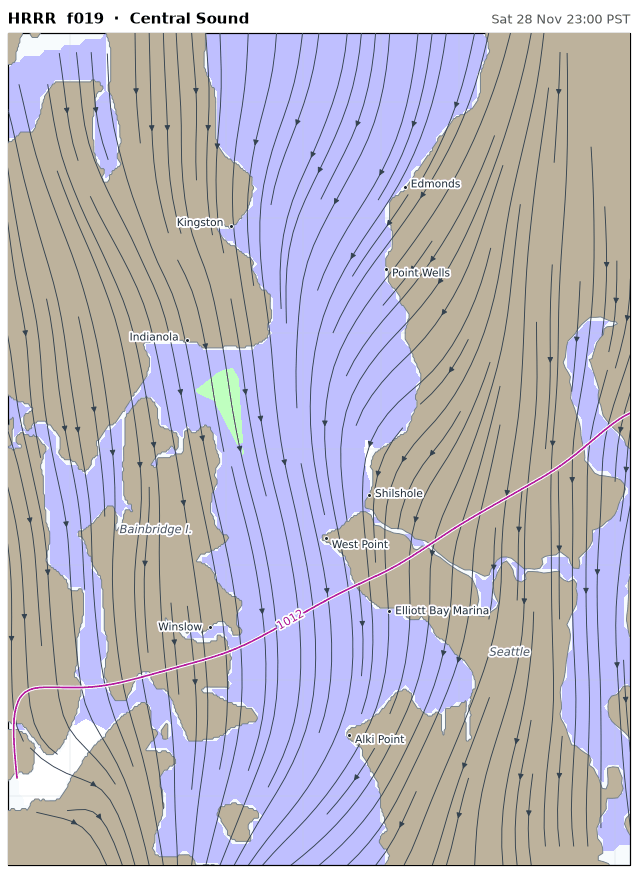 HRRR f019 · Central Sound
Sat 28 Nov 23:00 PST
Edmonds
Kingston
Point Wells
Indianola
Shilshole
Bainbridge I.
West Point
1012
Elliott Bay Marina
Winslow
Seattle
Alki Point